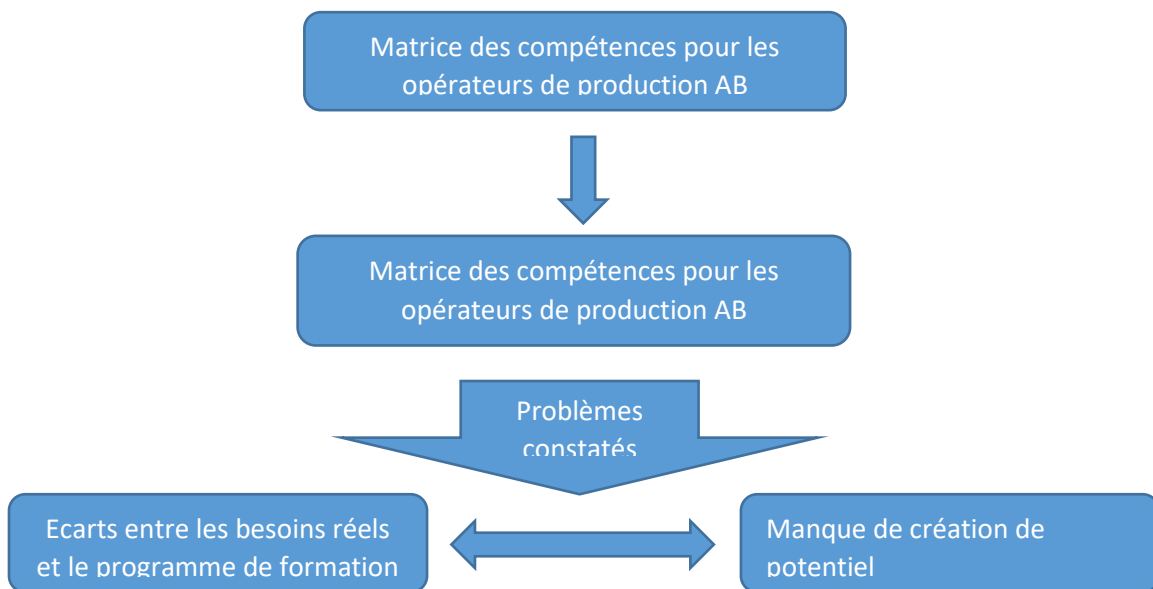 Matrice des compétences pour les
opérateurs de production AB
Matrice des compétences pour les
opérateurs de production AB
Problèmes
constatés
Ecarts entre les besoins réels
et le programme de formation
Manque de création de
potentiel